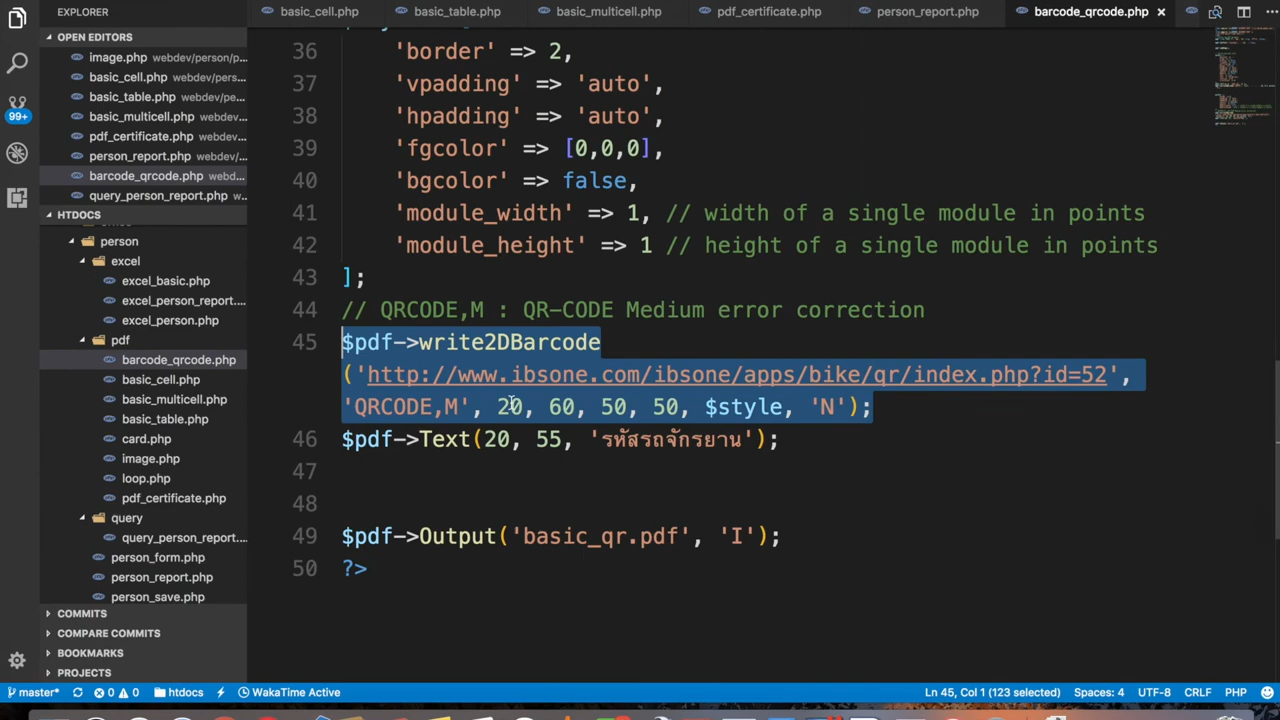 EXPLORER
OPEN EDITORS
image.php webdev/person/p...
basic_cell.php webdev/pers...
basic_table.php webdev/pe...
basic_multicell.php webdev...
pdf_certificate.php webdev...
person_report.php webdev/...
barcode_qrcode.php webd...
query_person_report.php w...
HTDOCS
person
excel
excel_basic.php
excel_person_report....
excel_person.php
pdf
barcode_qrcode.php
basic_cell.php
basic_multicell.php
basic_table.php
card.php
image.php
loop.php
pdf_certificate.php
query
query_person_report....
person_form.php
person_report.php
person_save.php
COMMITS
COMPARE COMMITS
BOOKMARKS
PROJECTS
99+
basic_cell.php basic_table.php basic_multicell.php pdf_certificate.php person_report.php barcode_qrcode.php
36 'border' => 2,
37 'vpadding' => 'auto',
38 'hpadding' => 'auto',
39 'fgcolor' => [0,0,0],
40 'bgcolor' => false,
41 'module_width' => 1, // width of a single module in points
42 'module_height' => 1 // height of a single module in points
43 ];
44 // QRCODE,M : QR-CODE Medium error correction
45 $pdf->write2DBarcode
('http://www.ibsone.com/ibsone/apps/bike/qr/index.php?id=52',
'QRCODE,M', 20, 60, 50, 50, $style, 'N');
46 $pdf->Text(20, 55, 'รหัสรถจักรยาน');
47
48
49 $pdf->Output('basic_qr.pdf', 'I');
50 ?>
master* 0 0 htdocs WakaTime Active Ln 45, Col 1 (123 selected) Spaces: 4 UTF-8 CRLF PHP